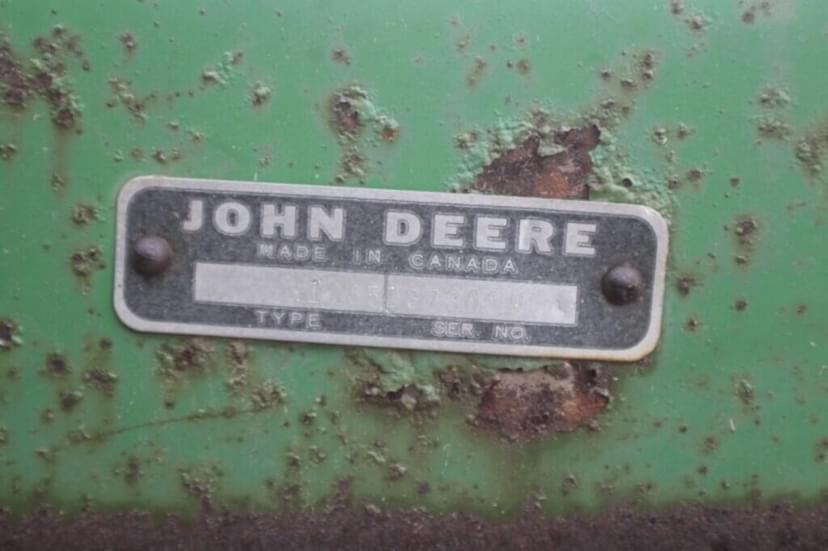 JOHN DEERE
MADE IN CANADA
TYPE SER. NO.